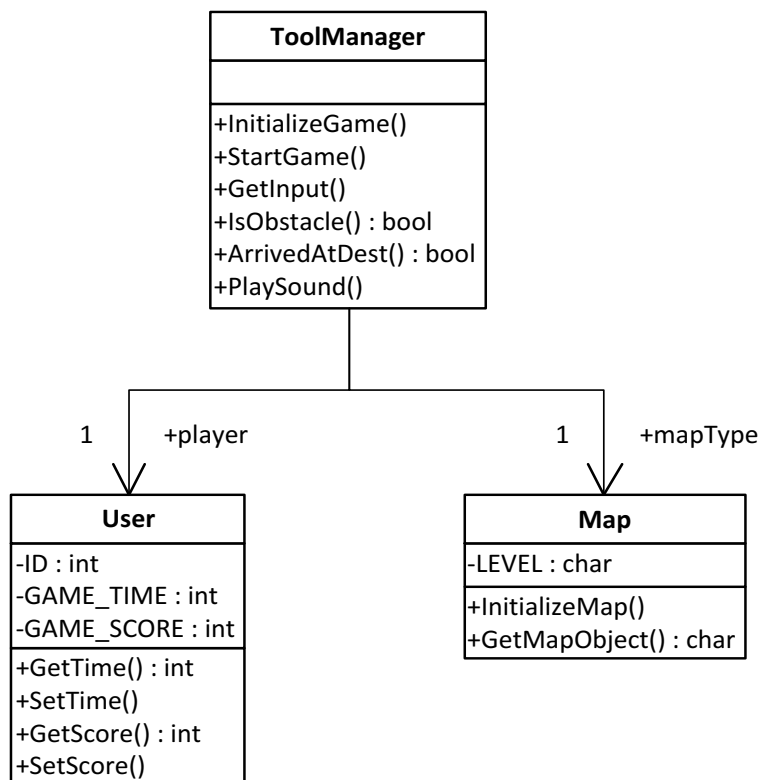 ToolManager
+InitializeGame()
+StartGame()
+GetInput()
+IsObstacle() : bool
+ArrivedAtDest() : bool
+PlaySound()
1 +player
1 +mapType
User
-ID : int
-GAME_TIME : int
-GAME_SCORE : int
+GetTime() : int
+SetTime()
+GetScore() : int
+SetScore()
Map
-LEVEL : char
+InitializeMap()
+GetMapObject() : char